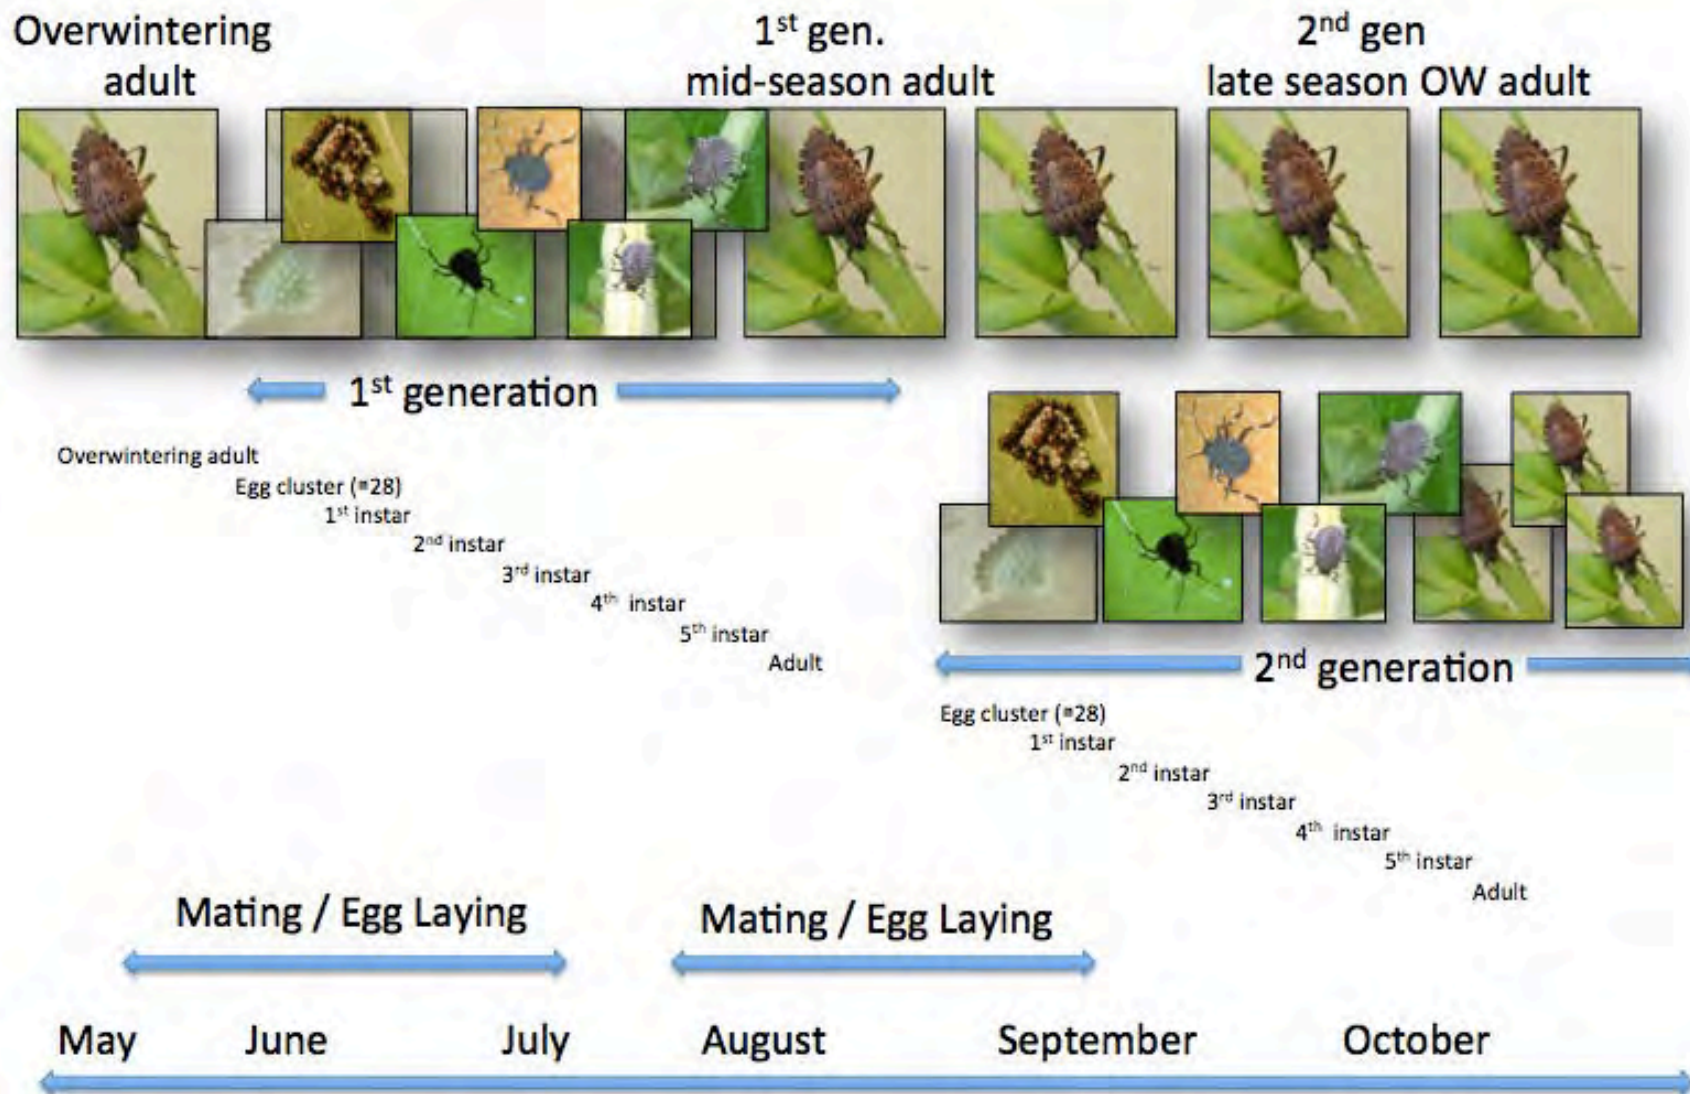 Overwintering
adult
1st gen.
mid-season adult
2nd gen
late season OW adult
1st generation
Overwintering adult
Egg cluster (≈28)
1st instar
2nd instar
3rd instar
4th instar
5th instar
Adult
2nd generation
Egg cluster (≈28)
1st instar
2nd instar
3rd instar
4th instar
5th instar
Adult
Mating / Egg Laying
Mating / Egg Laying
May June July August September October